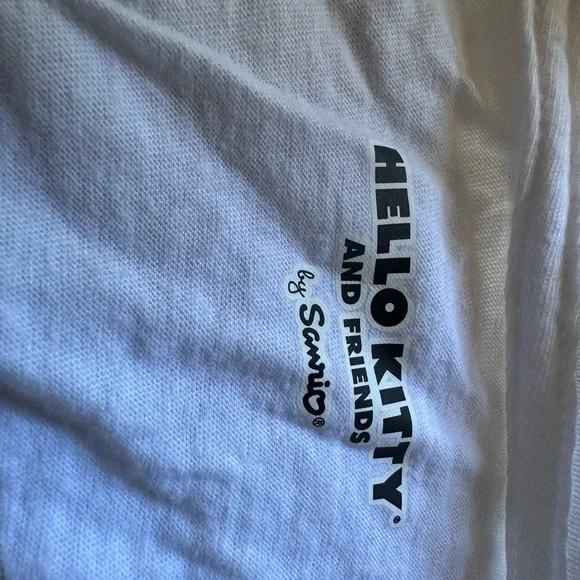 HELLO KITTY®
AND FRIENDS
by Sanrio®